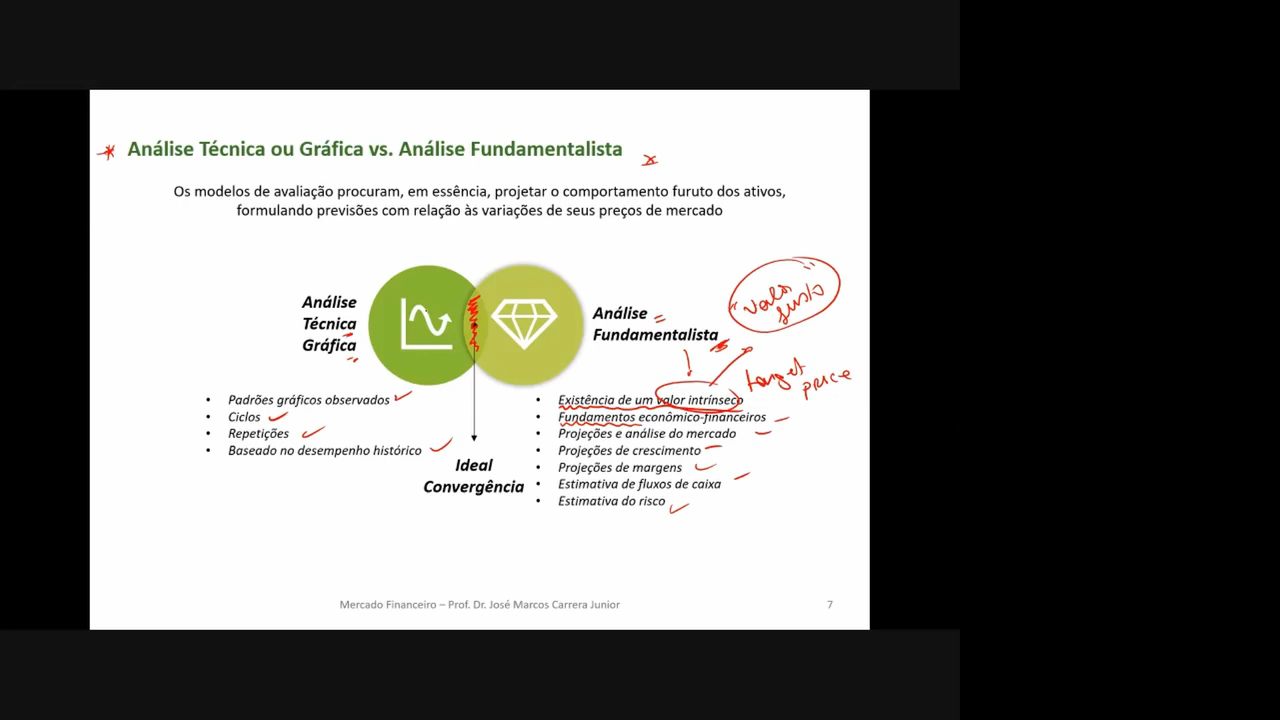 Análise Técnica ou Gráfica vs. Análise Fundamentalista
Os modelos de avaliação procuram, em essência, projetar o comportamento furuto dos ativos,
formulando previsões com relação às variações de seus preços de mercado
Análise
Técnica
Gráfica
Análise
Fundamentalista
"valor
justo"
target
price
• Padrões gráficos observados
• Ciclos
• Repetições
• Baseado no desempenho histórico
Ideal
Convergência
• Existência de um valor intrínseco
• Fundamentos econômico-financeiros
• Projeções e análise do mercado
• Projeções de crescimento
• Projeções de margens
• Estimativa de fluxos de caixa
• Estimativa do risco
Mercado Financeiro – Prof. Dr. José Marcos Carrera Junior
7